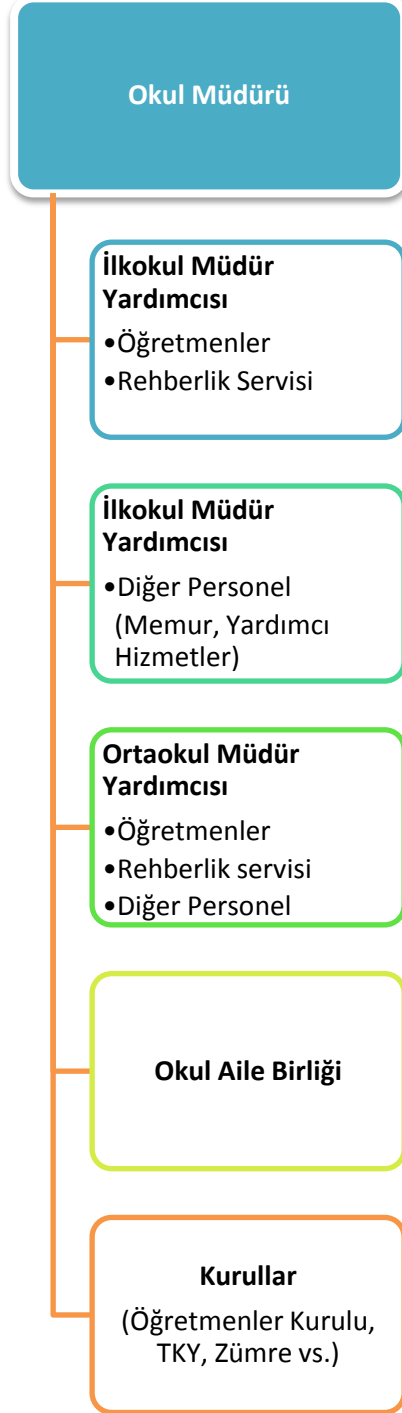 Okul Müdürü
İlkokul Müdür
Yardımcısı
•Öğretmenler
•Rehberlik Servisi
İlkokul Müdür
Yardımcısı
•Diğer Personel
(Memur, Yardımcı
Hizmetler)
Ortaokul Müdür
Yardımcısı
•Öğretmenler
•Rehberlik servisi
•Diğer Personel
Okul Aile Birliği
Kurullar
(Öğretmenler Kurulu,
TKY, Zümre vs.)